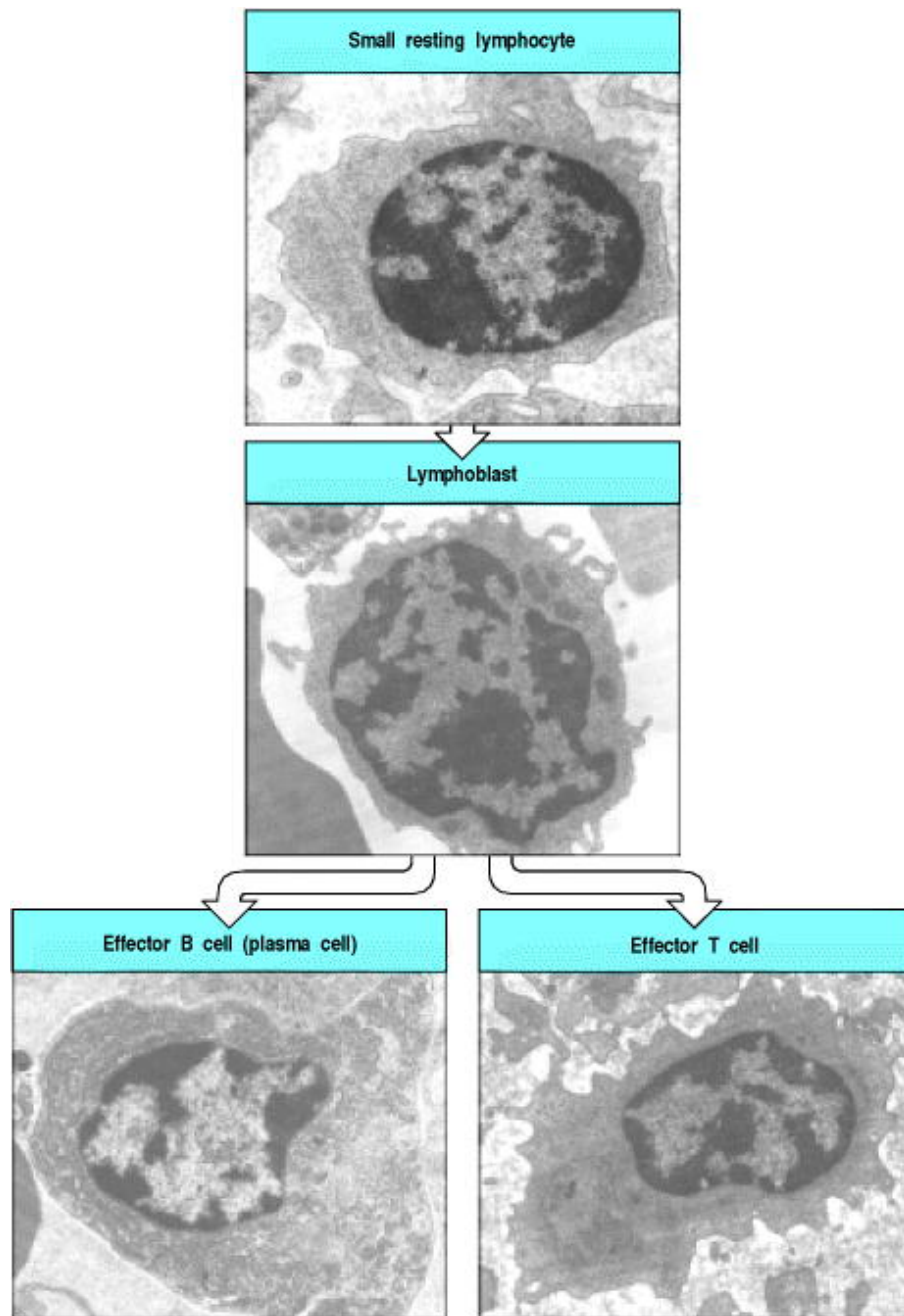 Small resting lymphocyte
Lymphoblast
Effector B cell (plasma cell)
Effector T cell